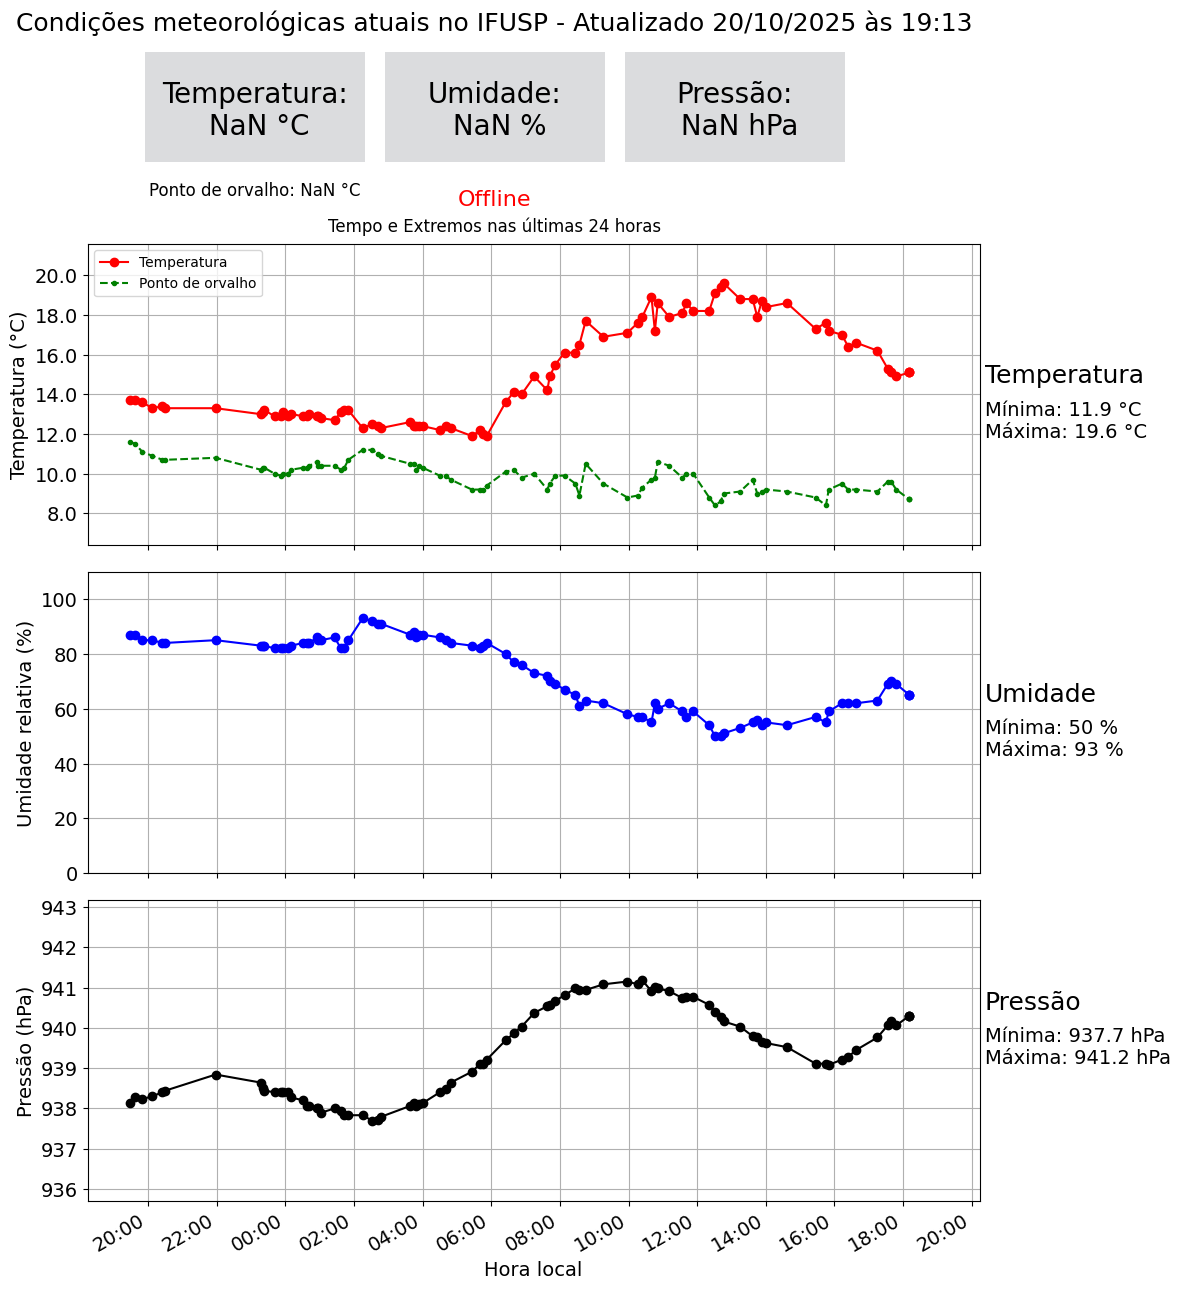 Condições meteorológicas atuais no IFUSP - Atualizado 20/10/2025 às 19:13
Temperatura:
NaN °C
Umidade:
NaN %
Pressão:
NaN hPa
Ponto de orvalho: NaN °C
Offline
Tempo e Extremos nas últimas 24 horas
Temperatura
Ponto de orvalho
Temperatura (°C)
20.0
18.0
16.0
14.0
12.0
10.0
8.0
Temperatura
Mínima: 11.9 °C
Máxima: 19.6 °C
Umidade relativa (%)
100
80
60
40
20
0
Umidade
Mínima: 50 %
Máxima: 93 %
Pressão (hPa)
943
942
941
940
939
938
937
936
Pressão
Mínima: 937.7 hPa
Máxima: 941.2 hPa
20:00 22:00 00:00 02:00 04:00 06:00 08:00 10:00 12:00 14:00 16:00 18:00 20:00
Hora local